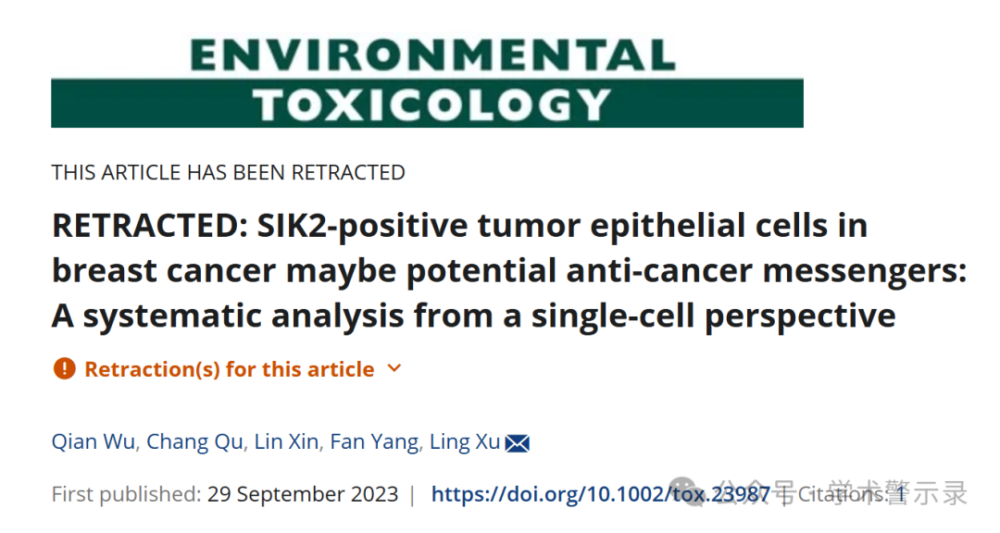 ENVIRONMENTAL
TOXICOLOGY
THIS ARTICLE HAS BEEN RETRACTED
RETRACTED: SIK2-positive tumor epithelial cells in
breast cancer maybe potential anti-cancer messengers:
A systematic analysis from a single-cell perspective
Retraction(s) for this article
Qian Wu, Chang Qu, Lin Xin, Fan Yang, Ling Xu
First published: 29 September 2023 | https://doi.org/10.1002/tox.23987 | Citations: 1
公众号 · 学术警示录